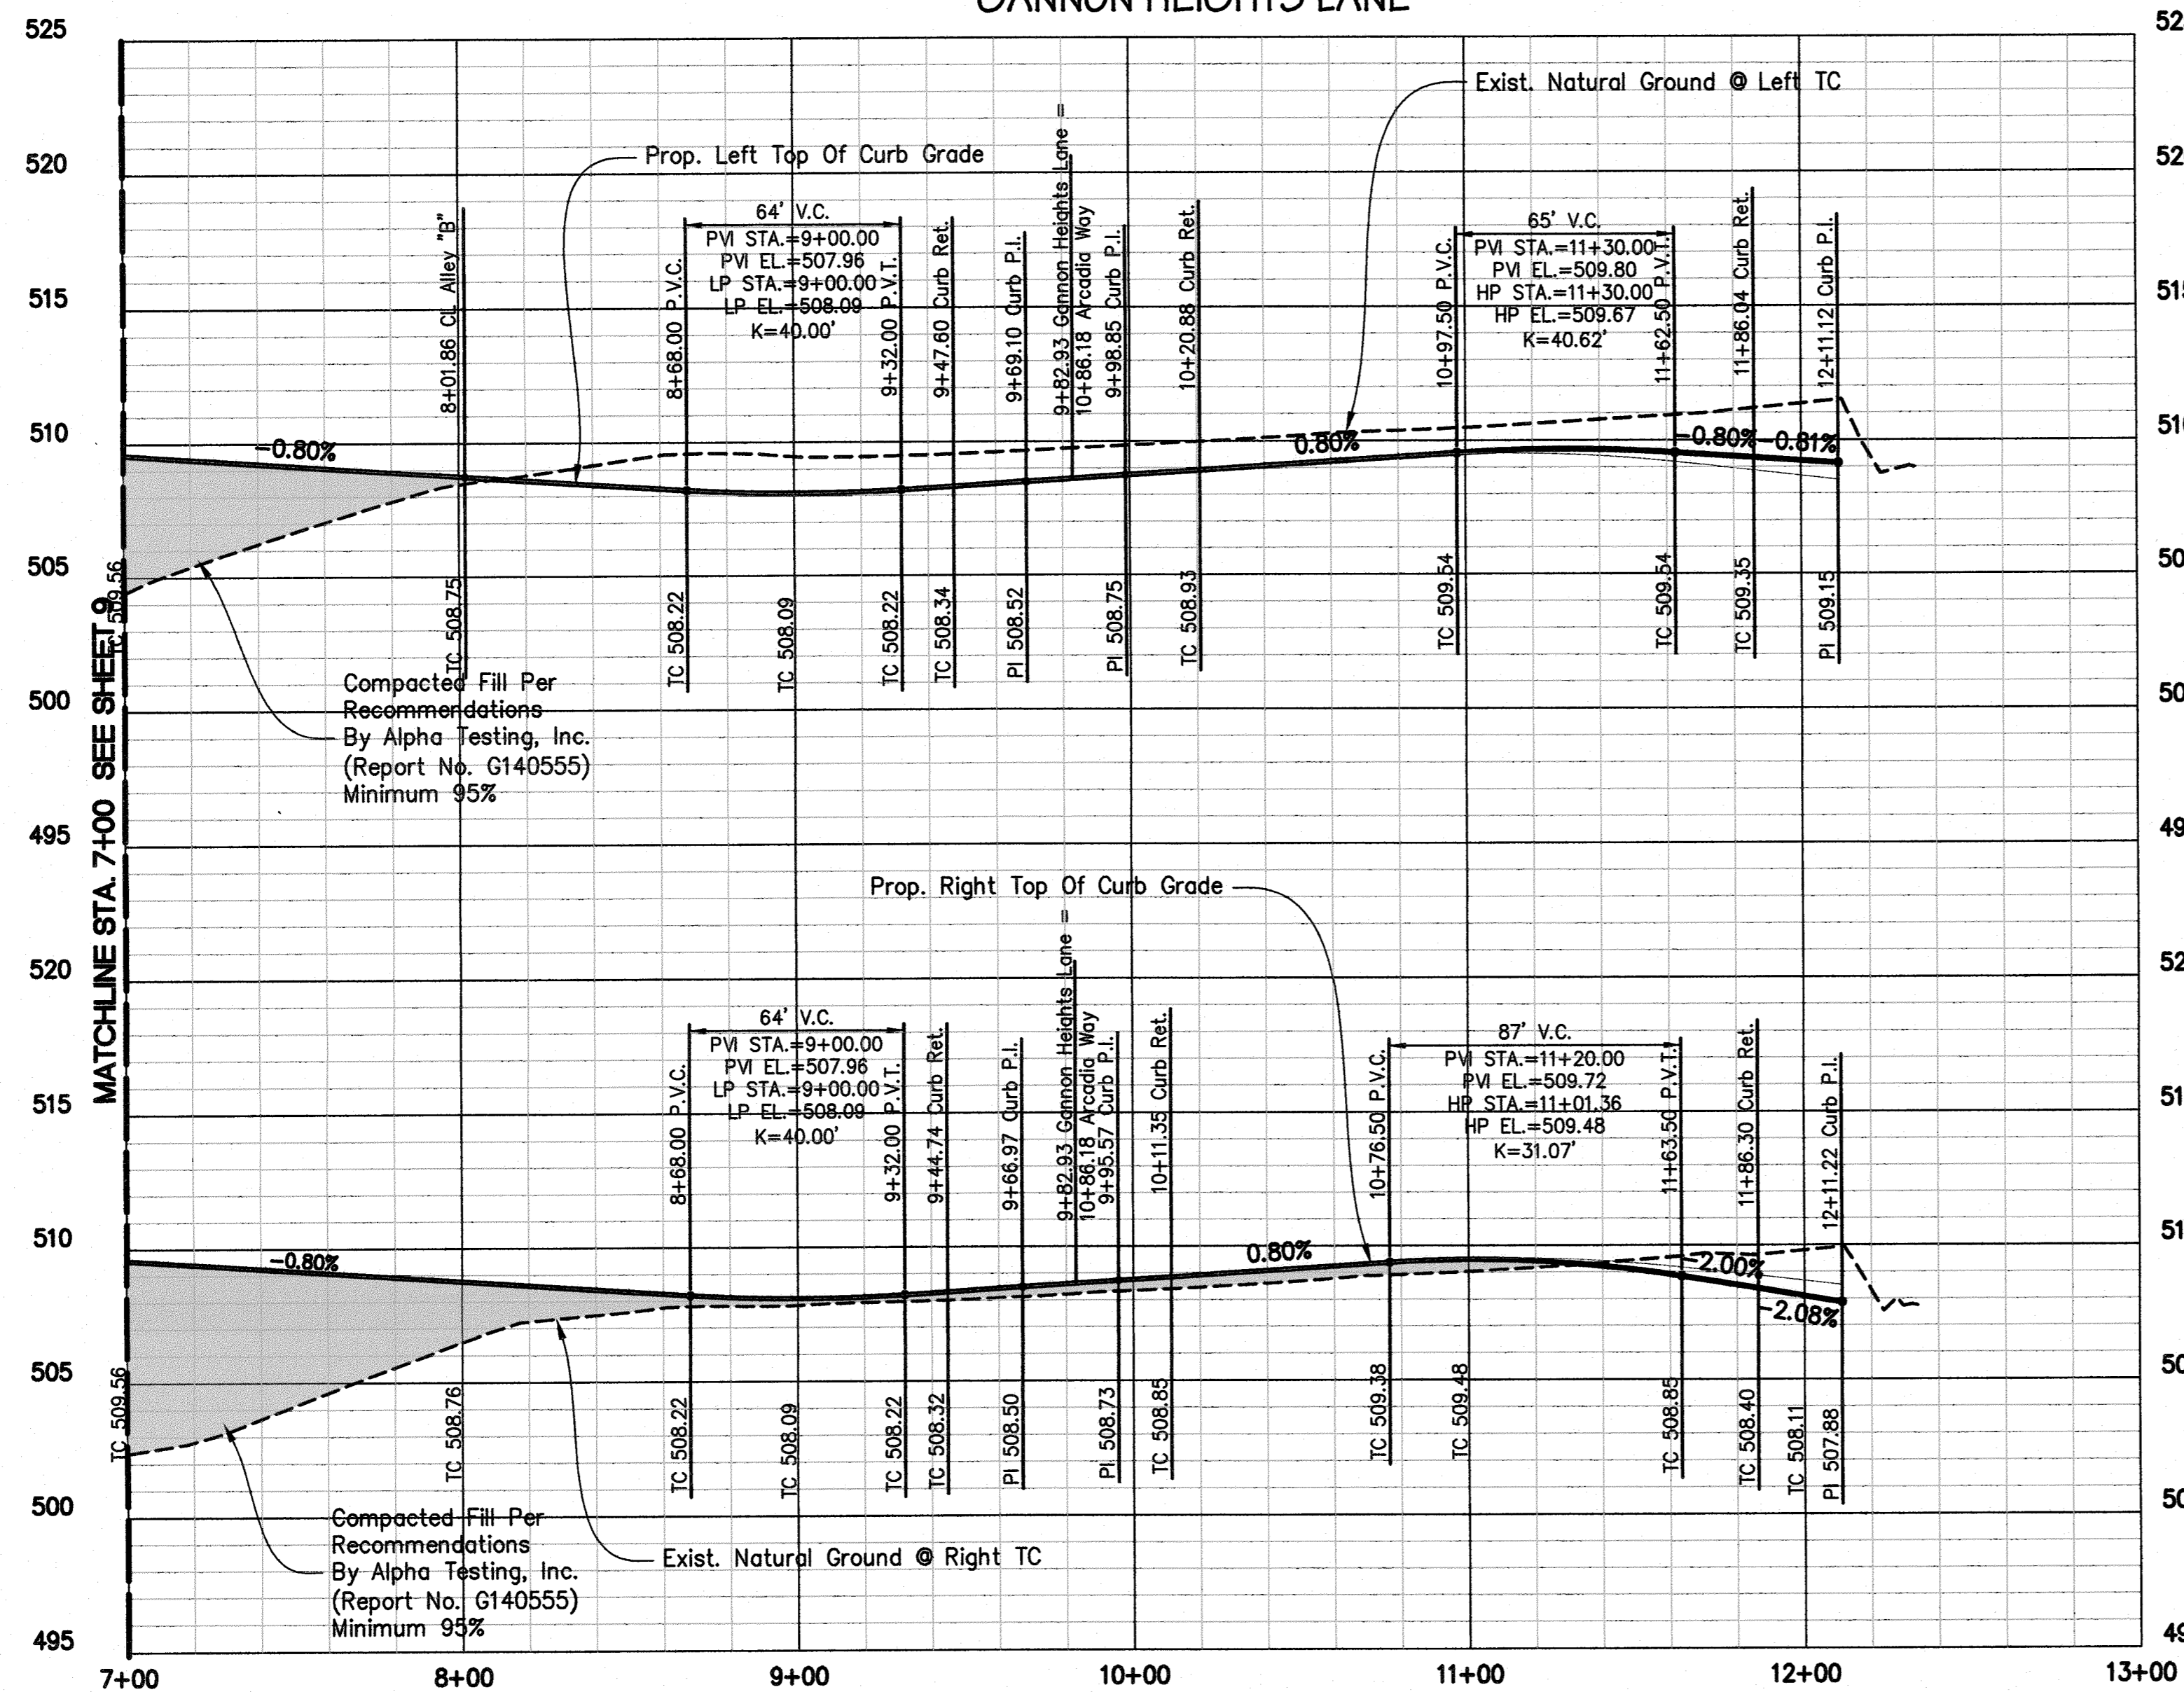 GANNON HEIGHTS LANE
525
520
515
510
505
500
495
520
515
510
505
500
495
MATCHLINE STA. 7+00 SEE SHEET 9
Exist. Natural Ground @ Left TC
Prop. Left Top Of Curb Grade
8+01.86 CL Alley "B"
8+68.00 P.V.C.
64' V.C.
PVI STA.=9+00.00
PVI EL.=507.96
LP STA.=9+00.00
LP EL.=508.09
K=40.00'
9+32.00 P.V.T.
9+47.60 Curb Ret.
9+69.10 Curb P.I.
9+82.93 Gannon Heights Lane =
10+86.18 Arcadia Way
9+98.85 Curb P.I.
10+20.88 Curb Ret.
10+97.50 P.V.C.
65' V.C.
PVI STA.=11+30.00
PVI EL.=509.80
HP STA.=11+30.00
HP EL.=509.67
K=40.62'
11+62.50 P.V.T.
11+86.04 Curb Ret.
12+11.12 Curb P.I.
-0.80%
0.80%
-0.80%
-0.81%
TC 509.56
TC 508.75
TC 508.22
TC 508.09
TC 508.22
TC 508.34
PI 508.52
PI 508.75
TC 508.93
TC 509.54
TC 509.54
TC 509.35
PI 509.15
Compacted Fill Per
Recommendations
By Alpha Testing, Inc.
(Report No. G140555)
Minimum 95%
Prop. Right Top Of Curb Grade
8+68.00 P.V.C.
64' V.C.
PVI STA.=9+00.00
PVI EL.=507.96
LP STA.=9+00.00
LP EL.=508.09
K=40.00'
9+32.00 P.V.T.
9+44.74 Curb Ret.
9+66.97 Curb P.I.
9+82.93 Gannon Heights Lane =
10+86.18 Arcadia Way
9+95.57 Curb P.I.
10+11.35 Curb Ret.
10+76.50 P.V.C.
87' V.C.
PVI STA.=11+20.00
PVI EL.=509.72
HP STA.=11+01.36
HP EL.=509.48
K=31.07'
11+63.50 P.V.T.
11+86.30 Curb Ret.
12+11.22 Curb P.I.
-0.80%
0.80%
-2.00%
-2.08%
TC 509.56
TC 508.76
TC 508.22
TC 508.09
TC 508.22
TC 508.32
PI 508.50
PI 508.73
TC 508.85
TC 509.38
TC 509.48
TC 508.85
TC 508.40
TC 508.11
PI 507.88
Compacted Fill Per
Recommendations
By Alpha Testing, Inc.
(Report No. G140555)
Minimum 95%
Exist. Natural Ground @ Right TC
7+00
8+00
9+00
10+00
11+00
12+00
13+00